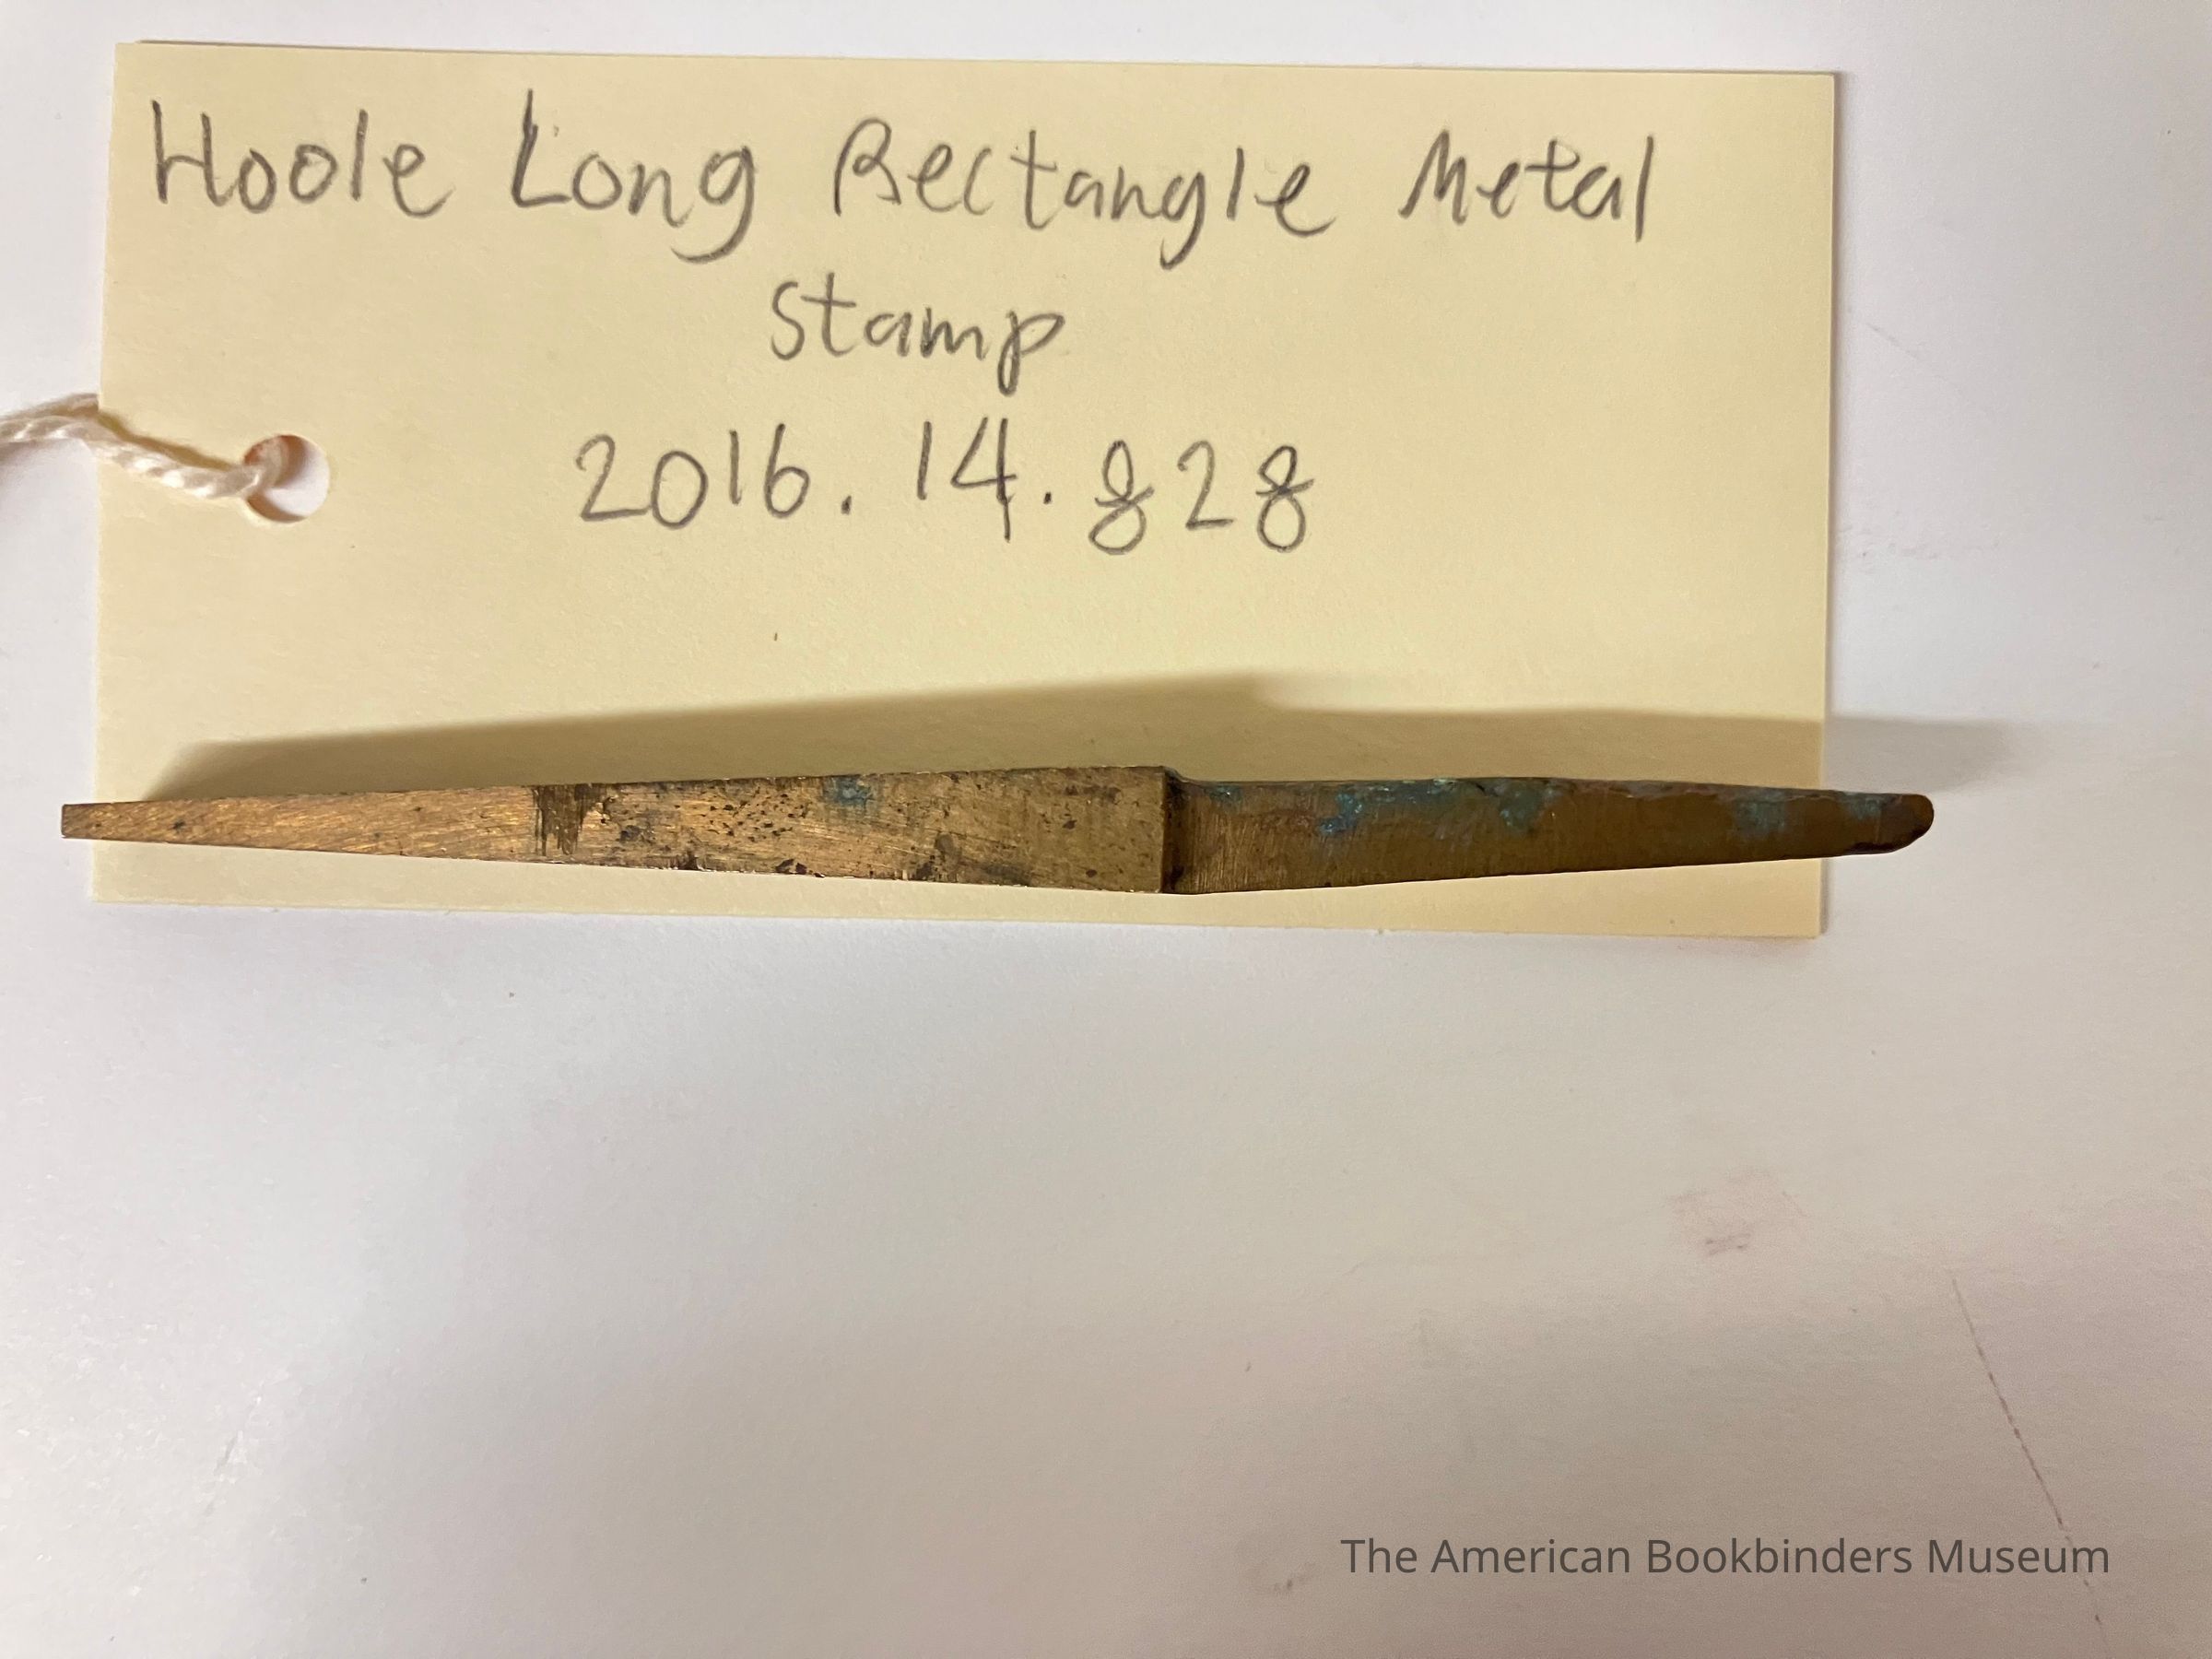 Hoole Long Rectangle Metal
Stamp
2016.14.828
The American Bookbinders Museum